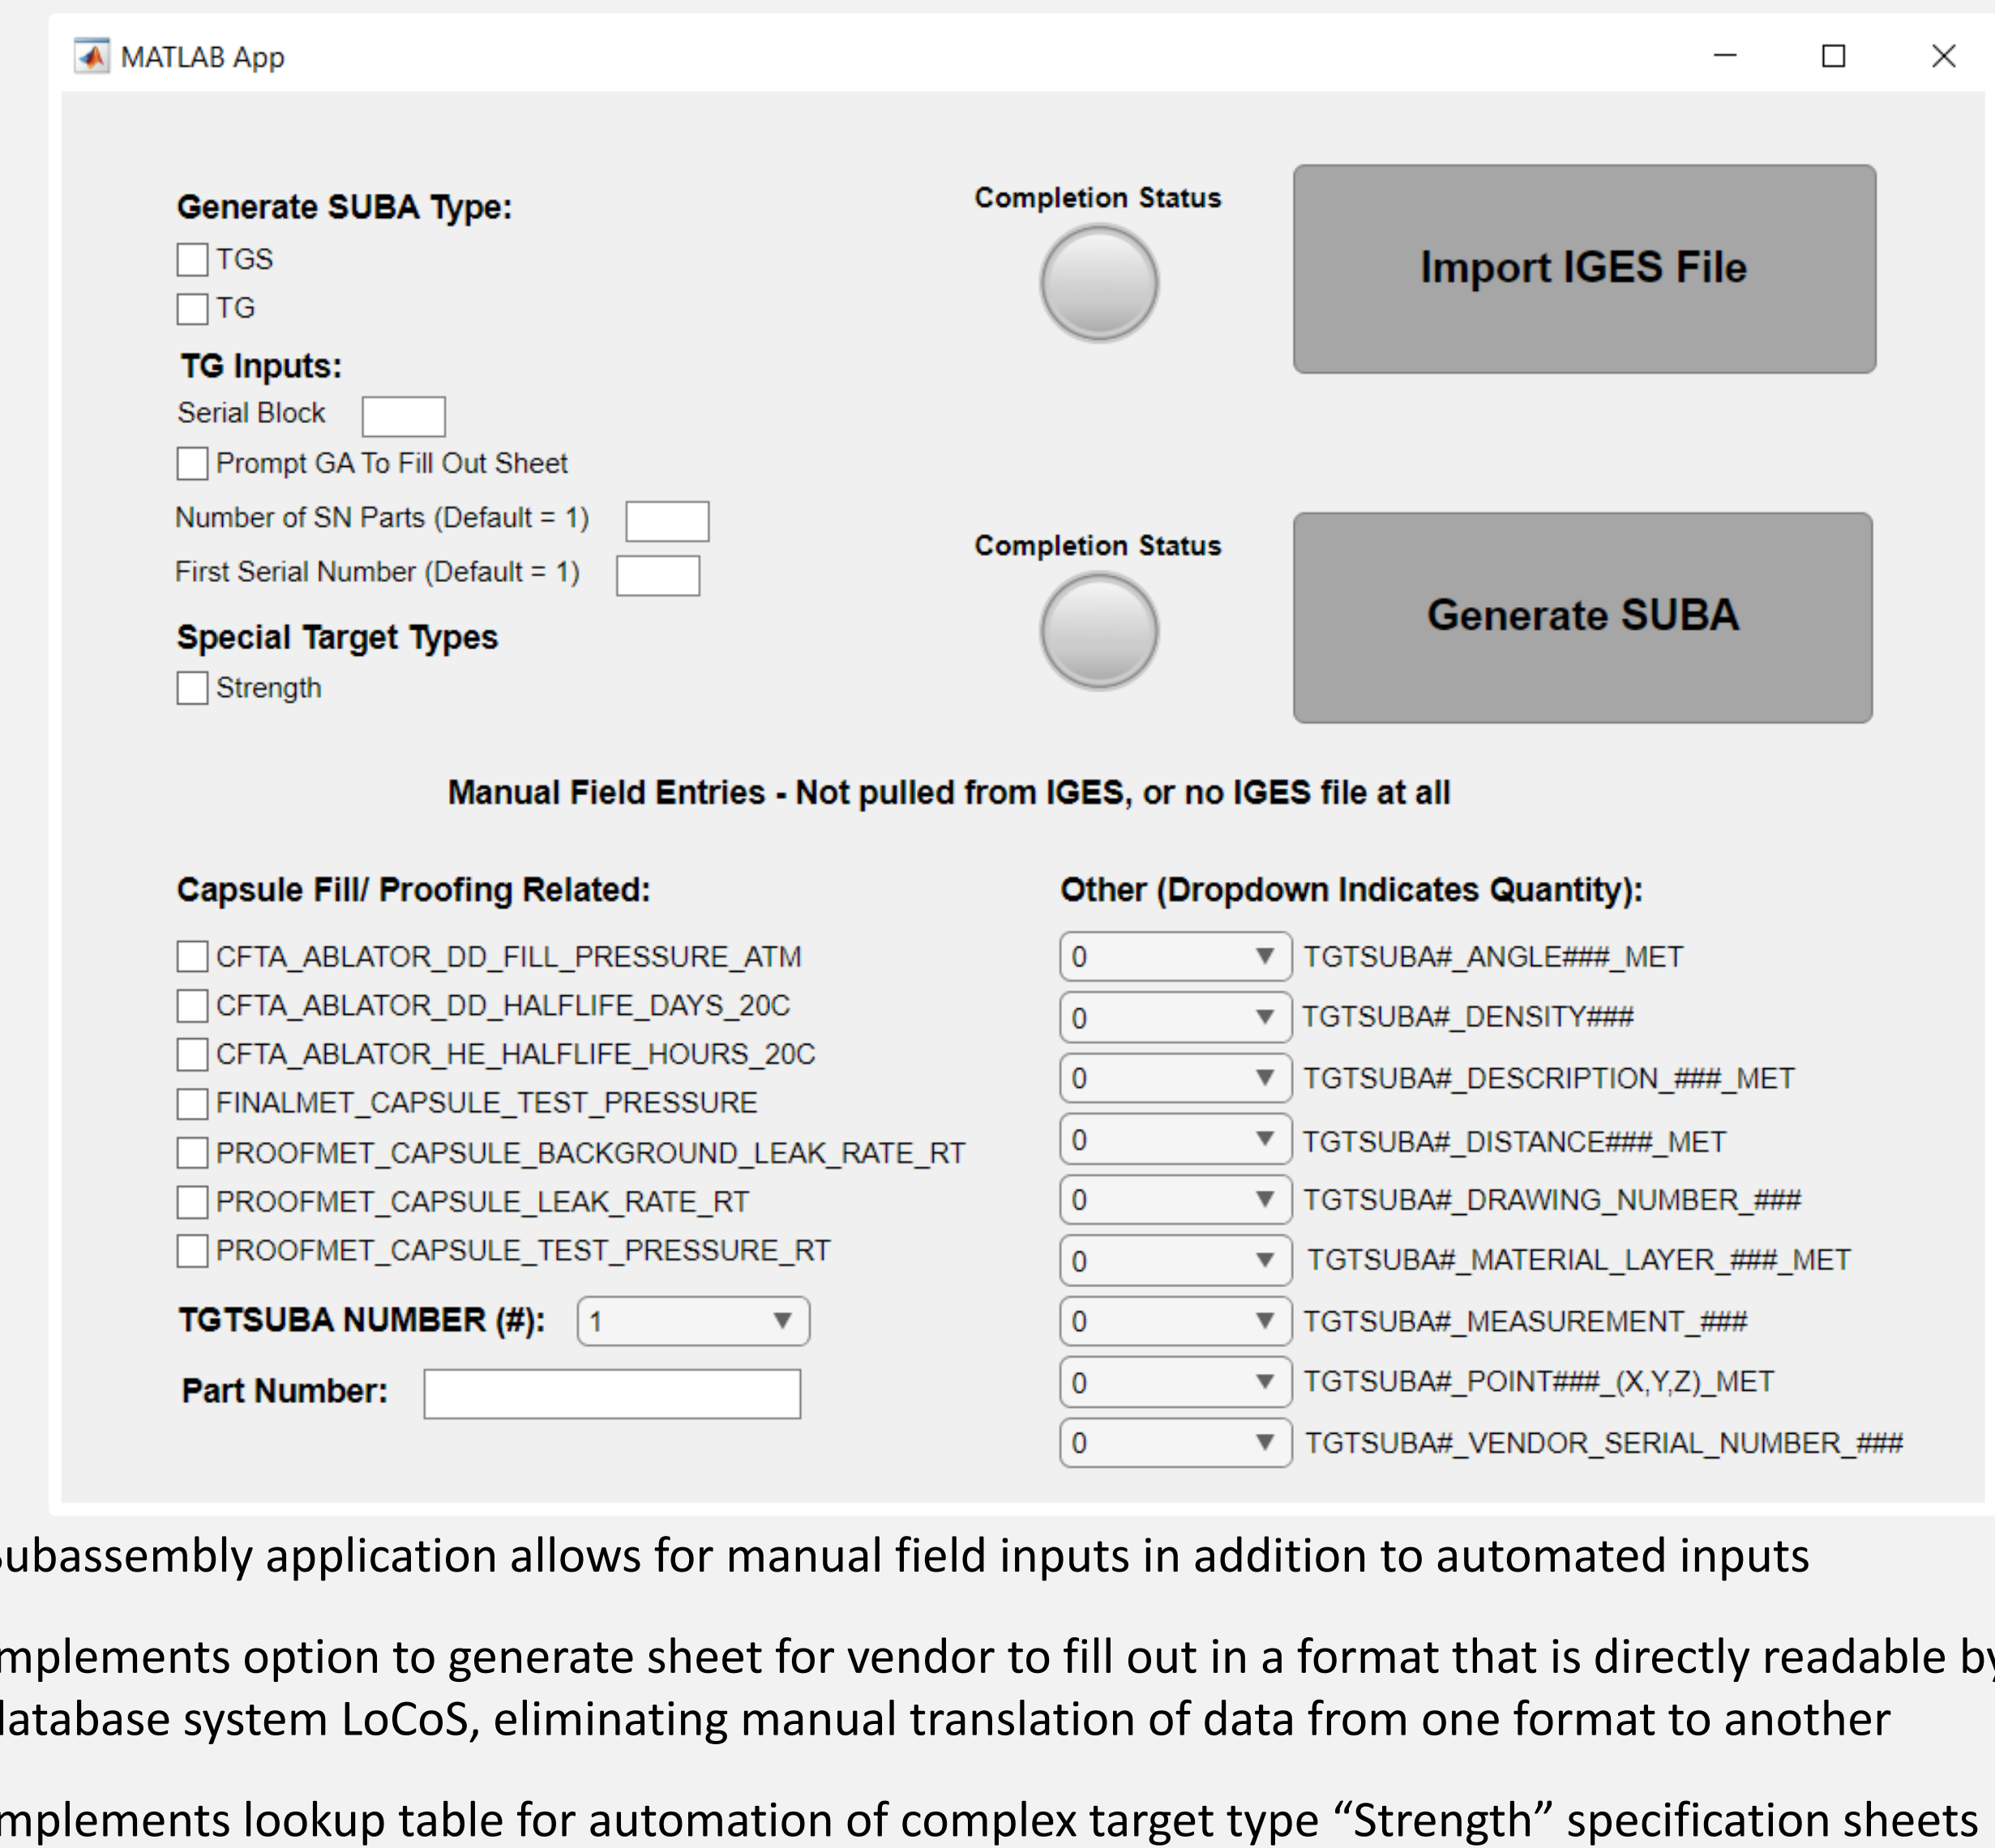 MATLAB App
Generate SUBA Type:
TGS
TG
TG Inputs:
Serial Block
Prompt GA To Fill Out Sheet
Number of SN Parts (Default = 1)
First Serial Number (Default = 1)
Special Target Types
Strength
Completion Status
Import IGES File
Completion Status
Generate SUBA
Manual Field Entries - Not pulled from IGES, or no IGES file at all
Capsule Fill/ Proofing Related:
CFTA_ABLATOR_DD_FILL_PRESSURE_ATM
CFTA_ABLATOR_DD_HALFLIFE_DAYS_20C
CFTA_ABLATOR_HE_HALFLIFE_HOURS_20C
FINALMET_CAPSULE_TEST_PRESSURE
PROOFMET_CAPSULE_BACKGROUND_LEAK_RATE_RT
PROOFMET_CAPSULE_LEAK_RATE_RT
PROOFMET_CAPSULE_TEST_PRESSURE_RT
TGTSUBA NUMBER (#): 1
Part Number:
Other (Dropdown Indicates Quantity):
0 TGTSUBA#_ANGLE###_MET
0 TGTSUBA#_DENSITY###
0 TGTSUBA#_DESCRIPTION_###_MET
0 TGTSUBA#_DISTANCE###_MET
0 TGTSUBA#_DRAWING_NUMBER_###
0 TGTSUBA#_MATERIAL_LAYER_###_MET
0 TGTSUBA#_MEASUREMENT_###
0 TGTSUBA#_POINT###_(X,Y,Z)_MET
0 TGTSUBA#_VENDOR_SERIAL_NUMBER_###
ubassembly application allows for manual field inputs in addition to automated inputs
mplements option to generate sheet for vendor to fill out in a format that is directly readable by
atabase system LoCoS, eliminating manual translation of data from one format to another
mplements lookup table for automation of complex target type “Strength” specification sheets